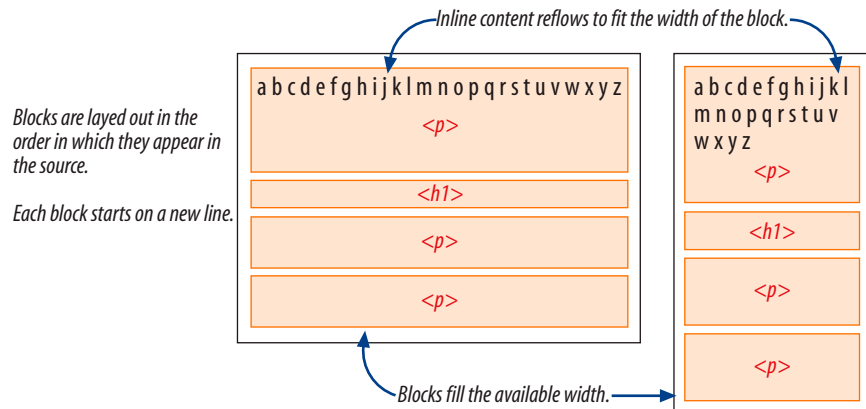 Inline content reflows to fit the width of the block.
Blocks are layed out in the
order in which they appear in
the source.
Each block starts on a new line.
a b c d e f g h i j k l m n o p q r s t u v w x y z
<p>
<h1>
<p>
<p>
a b c d e f g h i j k l
m n o p q r s t u v
w x y z
<p>
<h1>
<p>
<p>
Blocks fill the available width.